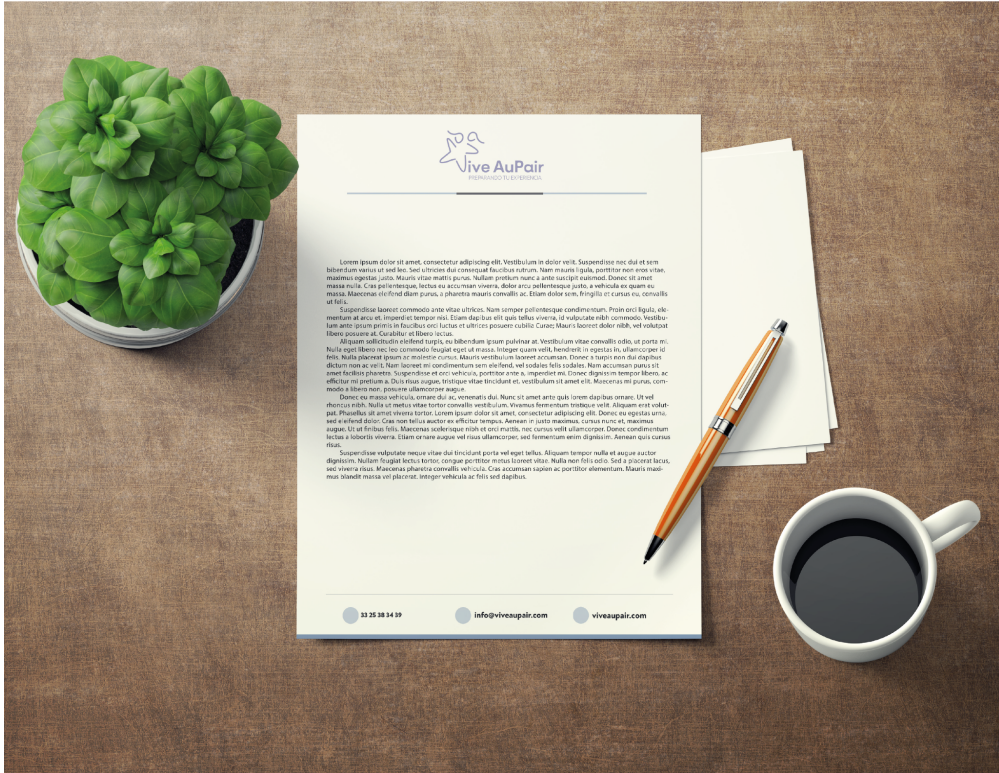 Vive AuPair
PREPARANDO TU EXPERIENCIA
Lorem ipsum dolor sit amet, consectetur adipiscing elit. Vestibulum in dolor velit. Suspendisse nec dui et sem
bibendum varius ut sed leo. Sed ultricies dui consequat faucibus rutrum. Nam mauris ligula, porttitor non eros vitae,
maximus egestas justo. Mauris vitae mattis purus. Nullam pretium nunc a ante suscipit euismod. Donec sit amet
massa nulla. Cras pellentesque, lectus eu accumsan viverra, dolor arcu pellentesque justo, a vehicula ex quam eu
massa. Maecenas eleifend diam purus, a pharetra mauris convallis ac. Etiam dolor sem, fringilla et cursus eu, convallis
ut felis.
Suspendisse laoreet commodo ante vitae ultrices. Nam semper pellentesque condimentum. Proin orci ligula, ele-
mentum at arcu et, imperdiet tempor nisi. Etiam dapibus elit quis tellus viverra, id vulputate nibh commodo. Vestibu-
lum ante ipsum primis in faucibus orci luctus et ultrices posuere cubilia Curae; Mauris laoreet dolor nibh, vel volutpat
libero posuere at. Curabitur et libero lectus.
Aliquam sollicitudin eleifend turpis, eu bibendum ipsum pulvinar at. Vestibulum vitae convallis odio, ut porta mi.
Nulla eget libero nec leo commodo feugiat eget ut massa. Integer quam velit, hendrerit in egestas in, ullamcorper id
felis. Nulla placerat ipsum ac molestie cursus. Mauris vestibulum laoreet accumsan. Donec a turpis non dui dapibus
dictum non ac velit. Nam laoreet mi condimentum sem eleifend, vel sodales felis sodales. Nam accumsan purus sit
amet facilisis pharetra. Suspendisse et orci vehicula, porttitor ante a, imperdiet mi. Donec dignissim tempor libero, ac
efficitur mi pretium a. Duis risus augue, tristique vitae tincidunt et, vestibulum sit amet elit. Maecenas mi purus, com-
modo a libero non, posuere ullamcorper augue.
Donec eu massa vehicula, ornare dui ac, venenatis dui. Nunc sit amet ante quis lorem dapibus ornare. Ut vel
rhoncus nibh. Nulla ut metus vitae tortor convallis vestibulum. Vivamus fermentum tristique velit. Aliquam erat volut-
pat. Phasellus sit amet viverra tortor. Lorem ipsum dolor sit amet, consectetur adipiscing elit. Donec eu egestas urna,
sed eleifend dolor. Cras non tellus auctor ex efficitur tempus. Aenean in justo maximus, cursus nunc et, maximus
augue. Ut ut finibus felis. Maecenas scelerisque nibh et orci mattis, nec cursus velit ullamcorper. Donec condimentum
lectus a lobortis viverra. Etiam ornare augue vel risus ullamcorper, sed fermentum enim dignissim. Aenean quis cursus
risus.
Suspendisse vulputate neque vitae dui tincidunt porta vel eget tellus. Aliquam tempor nulla et augue auctor
dignissim. Nullam feugiat lectus tortor, congue porttitor metus laoreet vitae. Nulla non felis odio. Sed a placerat lacus,
sed viverra risus. Maecenas pharetra convallis vehicula. Cras accumsan sapien ac porttitor elementum. Mauris maxi-
mus blandit massa vel placerat. Integer vehicula ac felis sed dapibus.
33 25 38 34 39
info@viveaupair.com
viveaupair.com